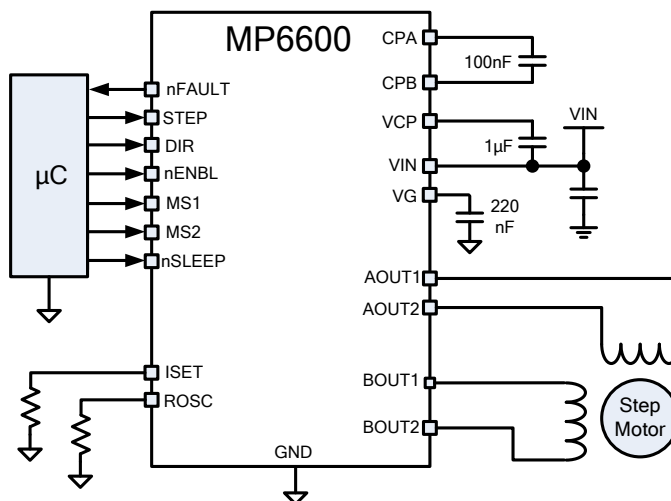 MP6600
µC
nFAULT
STEP
DIR
nENBL
MS1
MS2
nSLEEP
ISET
ROSC
GND
CPA
100nF
CPB
VCP
VIN
1µF
VIN
VG
220
nF
AOUT1
AOUT2
BOUT1
BOUT2
Step
Motor